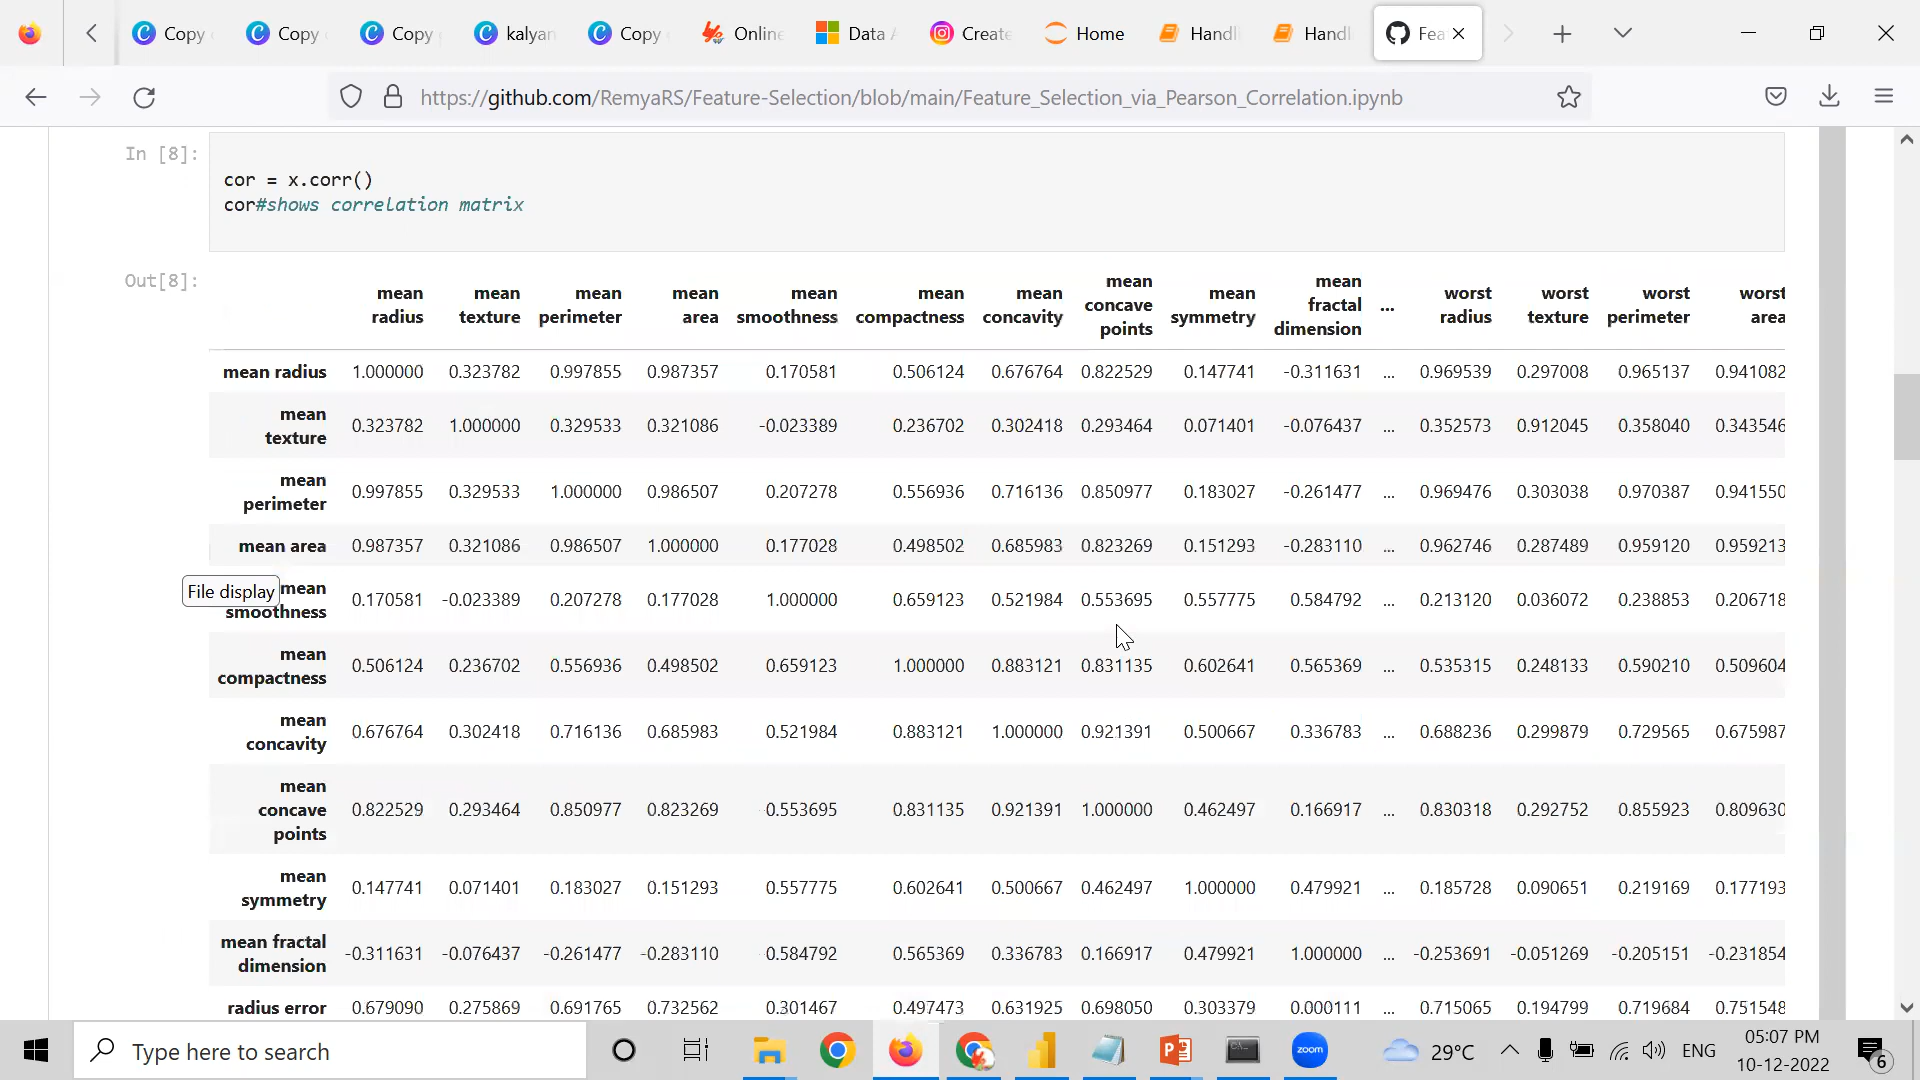 Copy
Copy
Copy
kalyan
Copy
Online
Data
Create
Home
Handl
Handl
Fea
https://github.com/RemyaRS/Feature-Selection/blob/main/Feature_Selection_via_Pearson_Correlation.ipynb
In [8]:
cor = x.corr()
cor#shows correlation matrix
Out[8]:
mean radius mean texture mean perimeter mean area mean smoothness mean compactness mean concavity mean concave points mean symmetry mean fractal dimension ... worst radius worst texture worst perimeter worst area
mean radius 1.000000 0.323782 0.997855 0.987357 0.170581 0.506124 0.676764 0.822529 0.147741 -0.311631 ... 0.969539 0.297008 0.965137 0.941082
mean texture 0.323782 1.000000 0.329533 0.321086 -0.023389 0.236702 0.302418 0.293464 0.071401 -0.076437 ... 0.352573 0.912045 0.358040 0.343546
mean perimeter 0.997855 0.329533 1.000000 0.986507 0.207278 0.556936 0.716136 0.850977 0.183027 -0.261477 ... 0.969476 0.303038 0.970387 0.941550
mean area 0.987357 0.321086 0.986507 1.000000 0.177028 0.498502 0.685983 0.823269 0.151293 -0.283110 ... 0.962746 0.287489 0.959120 0.959213
File display
mean smoothness 0.170581 -0.023389 0.207278 0.177028 1.000000 0.659123 0.521984 0.553695 0.557775 0.584792 ... 0.213120 0.036072 0.238853 0.206718
mean compactness 0.506124 0.236702 0.556936 0.498502 0.659123 1.000000 0.883121 0.831135 0.602641 0.565369 ... 0.535315 0.248133 0.590210 0.509604
mean concavity 0.676764 0.302418 0.716136 0.685983 0.521984 0.883121 1.000000 0.921391 0.500667 0.336783 ... 0.688236 0.299879 0.729565 0.675987
mean concave points 0.822529 0.293464 0.850977 0.823269 0.553695 0.831135 0.921391 1.000000 0.462497 0.166917 ... 0.830318 0.292752 0.855923 0.809630
mean symmetry 0.147741 0.071401 0.183027 0.151293 0.557775 0.602641 0.500667 0.462497 1.000000 0.479921 ... 0.185728 0.090651 0.219169 0.177193
mean fractal dimension -0.311631 -0.076437 -0.261477 -0.283110 0.584792 0.565369 0.336783 0.166917 0.479921 1.000000 ... -0.253691 -0.051269 -0.205151 -0.231854
radius error 0.679090 0.275869 0.691765 0.732562 0.301467 0.497473 0.631925 0.698050 0.303379 0.000111 ... 0.715065 0.194799 0.719684 0.751548
Type here to search
zoom
29°C
ENG
05:07 PM
10-12-2022
6